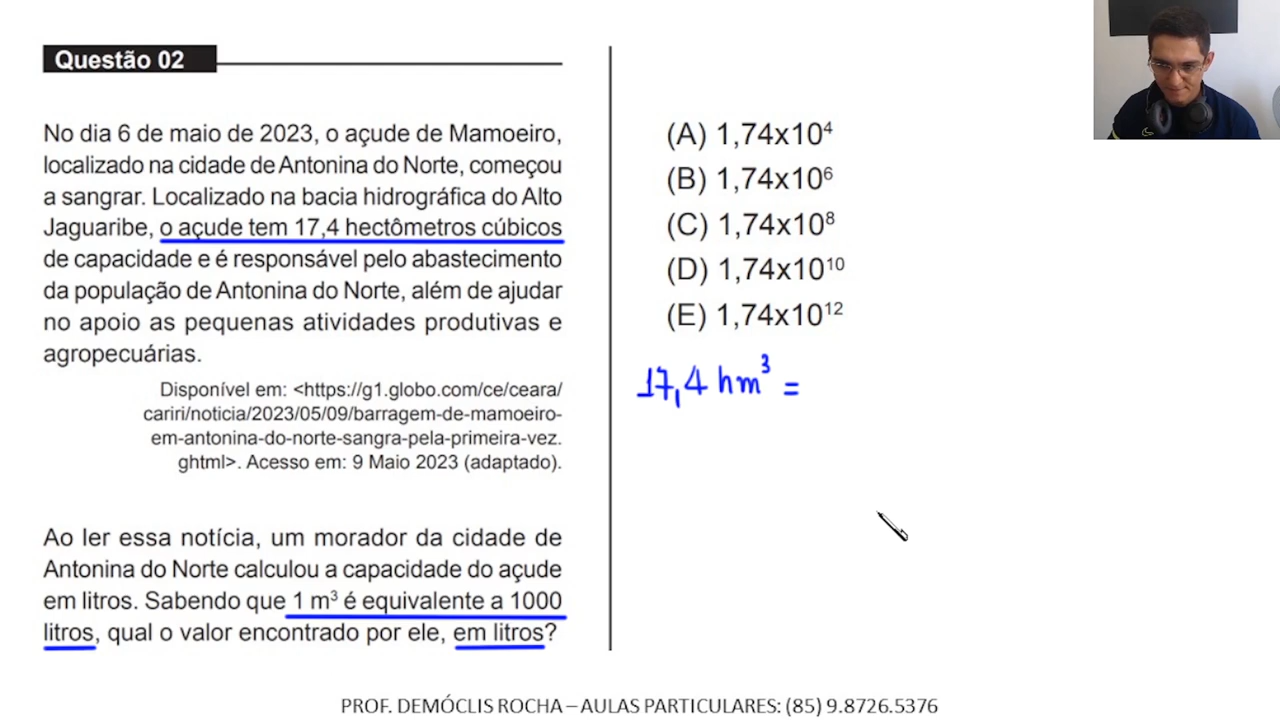 Questão 02
No dia 6 de maio de 2023, o açude de Mamoeiro,
localizado na cidade de Antonina do Norte, começou
a sangrar. Localizado na bacia hidrográfica do Alto
Jaguaribe, o açude tem 17,4 hectômetros cúbicos
de capacidade e é responsável pelo abastecimento
da população de Antonina do Norte, além de ajudar
no apoio as pequenas atividades produtivas e
agropecuárias.
Disponível em: <https://g1.globo.com/ce/ceara/
cariri/noticia/2023/05/09/barragem-de-mamoeiro-
em-antonina-do-norte-sangra-pela-primeira-vez.
ghtml>. Acesso em: 9 Maio 2023 (adaptado).
Ao ler essa notícia, um morador da cidade de
Antonina do Norte calculou a capacidade do açude
em litros. Sabendo que 1 m³ é equivalente a 1000
litros, qual o valor encontrado por ele, em litros?
(A) 1,74x10⁴
(B) 1,74x10⁶
(C) 1,74x10⁸
(D) 1,74x10¹⁰
(E) 1,74x10¹²
17,4 hm³ =
PROF. DEMÓCLIS ROCHA – AULAS PARTICULARES: (85) 9.8726.5376